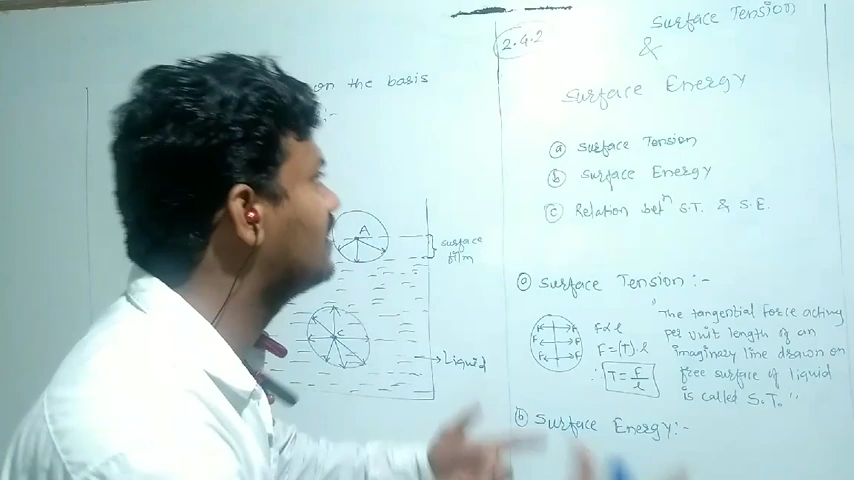 on the basis
:-
A
surface
film
C
Liquid
2.4.2
Surface Tension
&
Surface Energy
(a) Surface Tension
(b) Surface Energy
(c) Relation betⁿ S.T. & S.E.
(a) Surface Tension :-
F F
F F
F F
F ∝ l
F = (T) . l
∴ T = F/l
"The tangential force acting
per unit length of an
imaginary line drawn on
free surface of liquid
is called S.T."
(b) Surface Energy :-